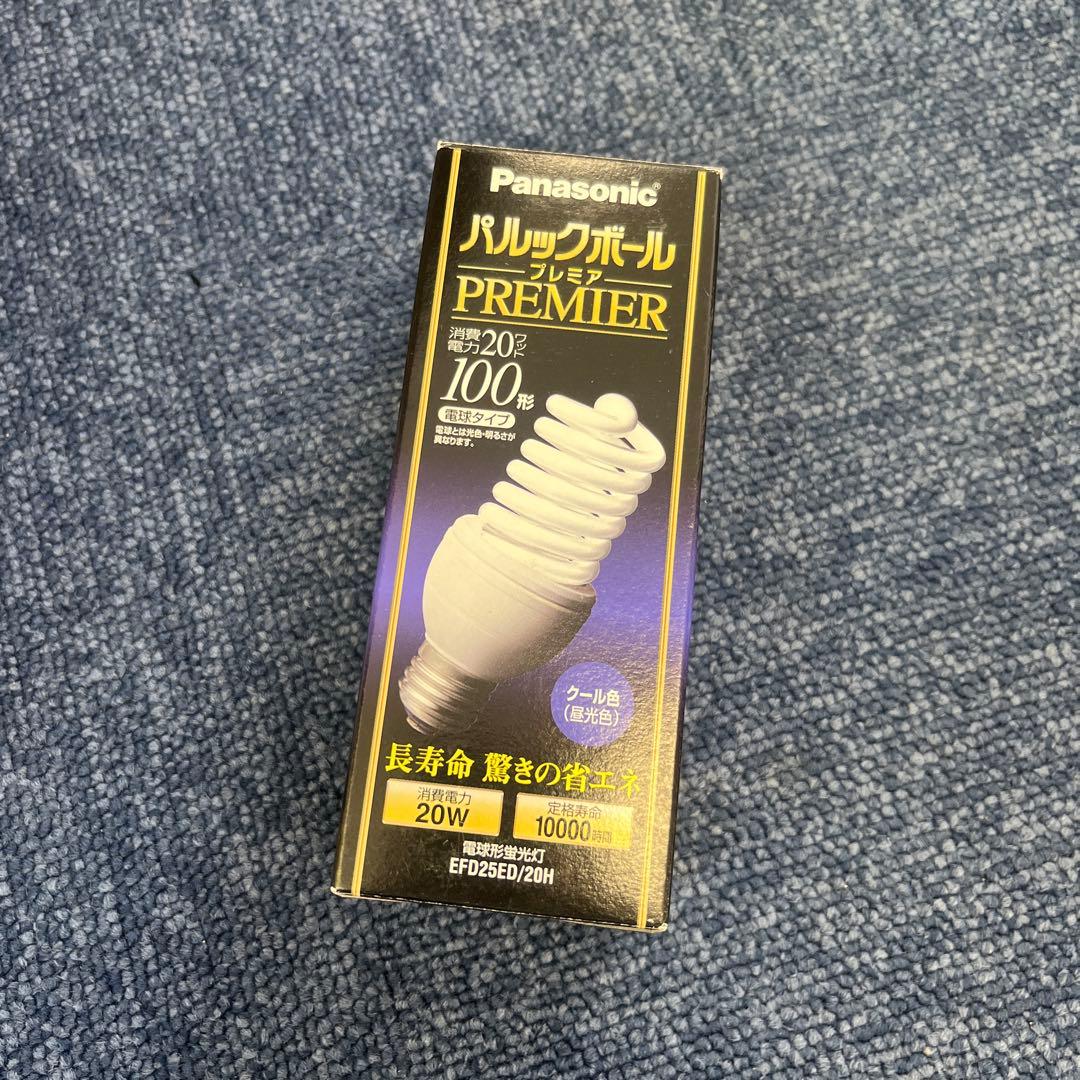 Panasonic®
パルックボール
プレミア
PREMIER
消費電力20ワット
100形
電球タイプ
電球とは光色・明るさが
異なります。
クール色
(昼光色)
長寿命 驚きの省エネ
消費電力
20W
定格寿命
10000時間
電球形蛍光灯
EFD25ED/20H